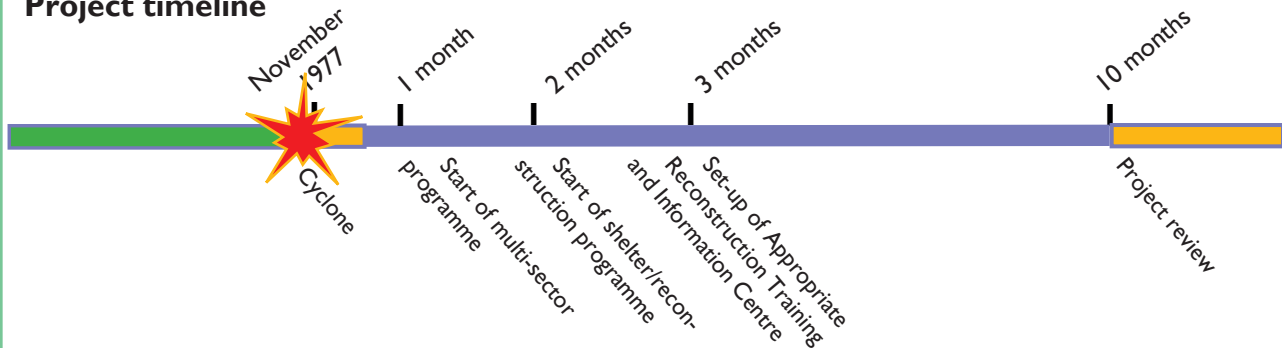 Project timeline
November
1977
1 month
2 months
3 months
10 months
Cyclone
Start of multi-sector
programme
Start of shelter/recon-
struction programme
Set-up of Appropriate
Reconstruction Training
and Information Centre
Project review